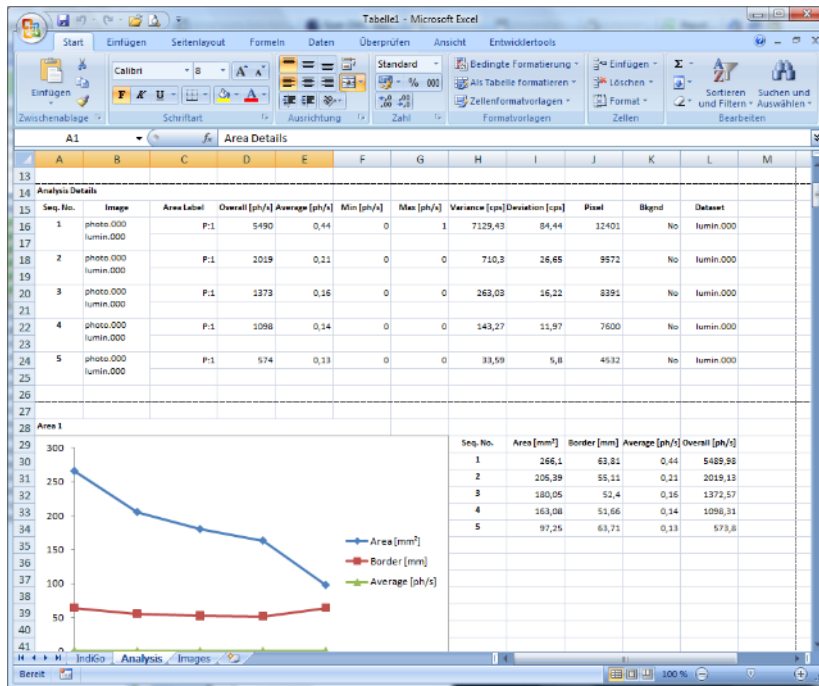 Tabelle1 - Microsoft Excel
Start Einfügen Seitenlayout Formeln Daten Überprüfen Ansicht Entwicklertools
Calibri 8 A A Standard Bedingte Formatierung Einfügen Σ
Als Tabelle formatieren Löschen
Einfügen F K U A % 000 Zellenformatvorlagen Format Sortieren und Filtern Suchen und Auswählen
Zwischenablage Schriftart Ausrichtung Zahl Formatvorlagen Zellen Bearbeiten
A1 fx Area Details
A B C D E F G H I J K L M
13
14 Analysis Details
15 Seq. No. Image Area Label Overall [ph/s] Average [ph/s] Min [ph/s] Max [ph/s] Variance [cps] Deviation [cps] Pixel Bkgnd Dataset
16 1 photo.000 P:1 5490 0,44 0 1 7129,43 84,44 12401 No lumin.000
17 lumin.000
18 2 photo.000 P:1 2019 0,21 0 0 710,3 26,65 9572 No lumin.000
19 lumin.000
20 3 photo.000 P:1 1373 0,16 0 0 263,03 16,22 8391 No lumin.000
21 lumin.000
22 4 photo.000 P:1 1098 0,14 0 0 143,27 11,97 7600 No lumin.000
23 lumin.000
24 5 photo.000 P:1 574 0,13 0 0 33,59 5,8 4532 No lumin.000
25 lumin.000
26
27
28 Area 1
29 300 Seq. No. Area [mm²] Border [mm] Average [ph/s] Overall [ph/s]
30 1 266,1 63,81 0,44 5489,98
31 250 2 205,39 55,11 0,21 2019,13
32 3 180,05 52,4 0,16 1372,57
33 200 4 163,08 51,66 0,14 1098,31
34 5 97,25 63,71 0,13 573,8
35 150 Area [mm²]
36 Border [mm]
37 100 Average [ph/s]
38
39 50
40
41 0
IndiGo Analysis Images
Bereit 100 %